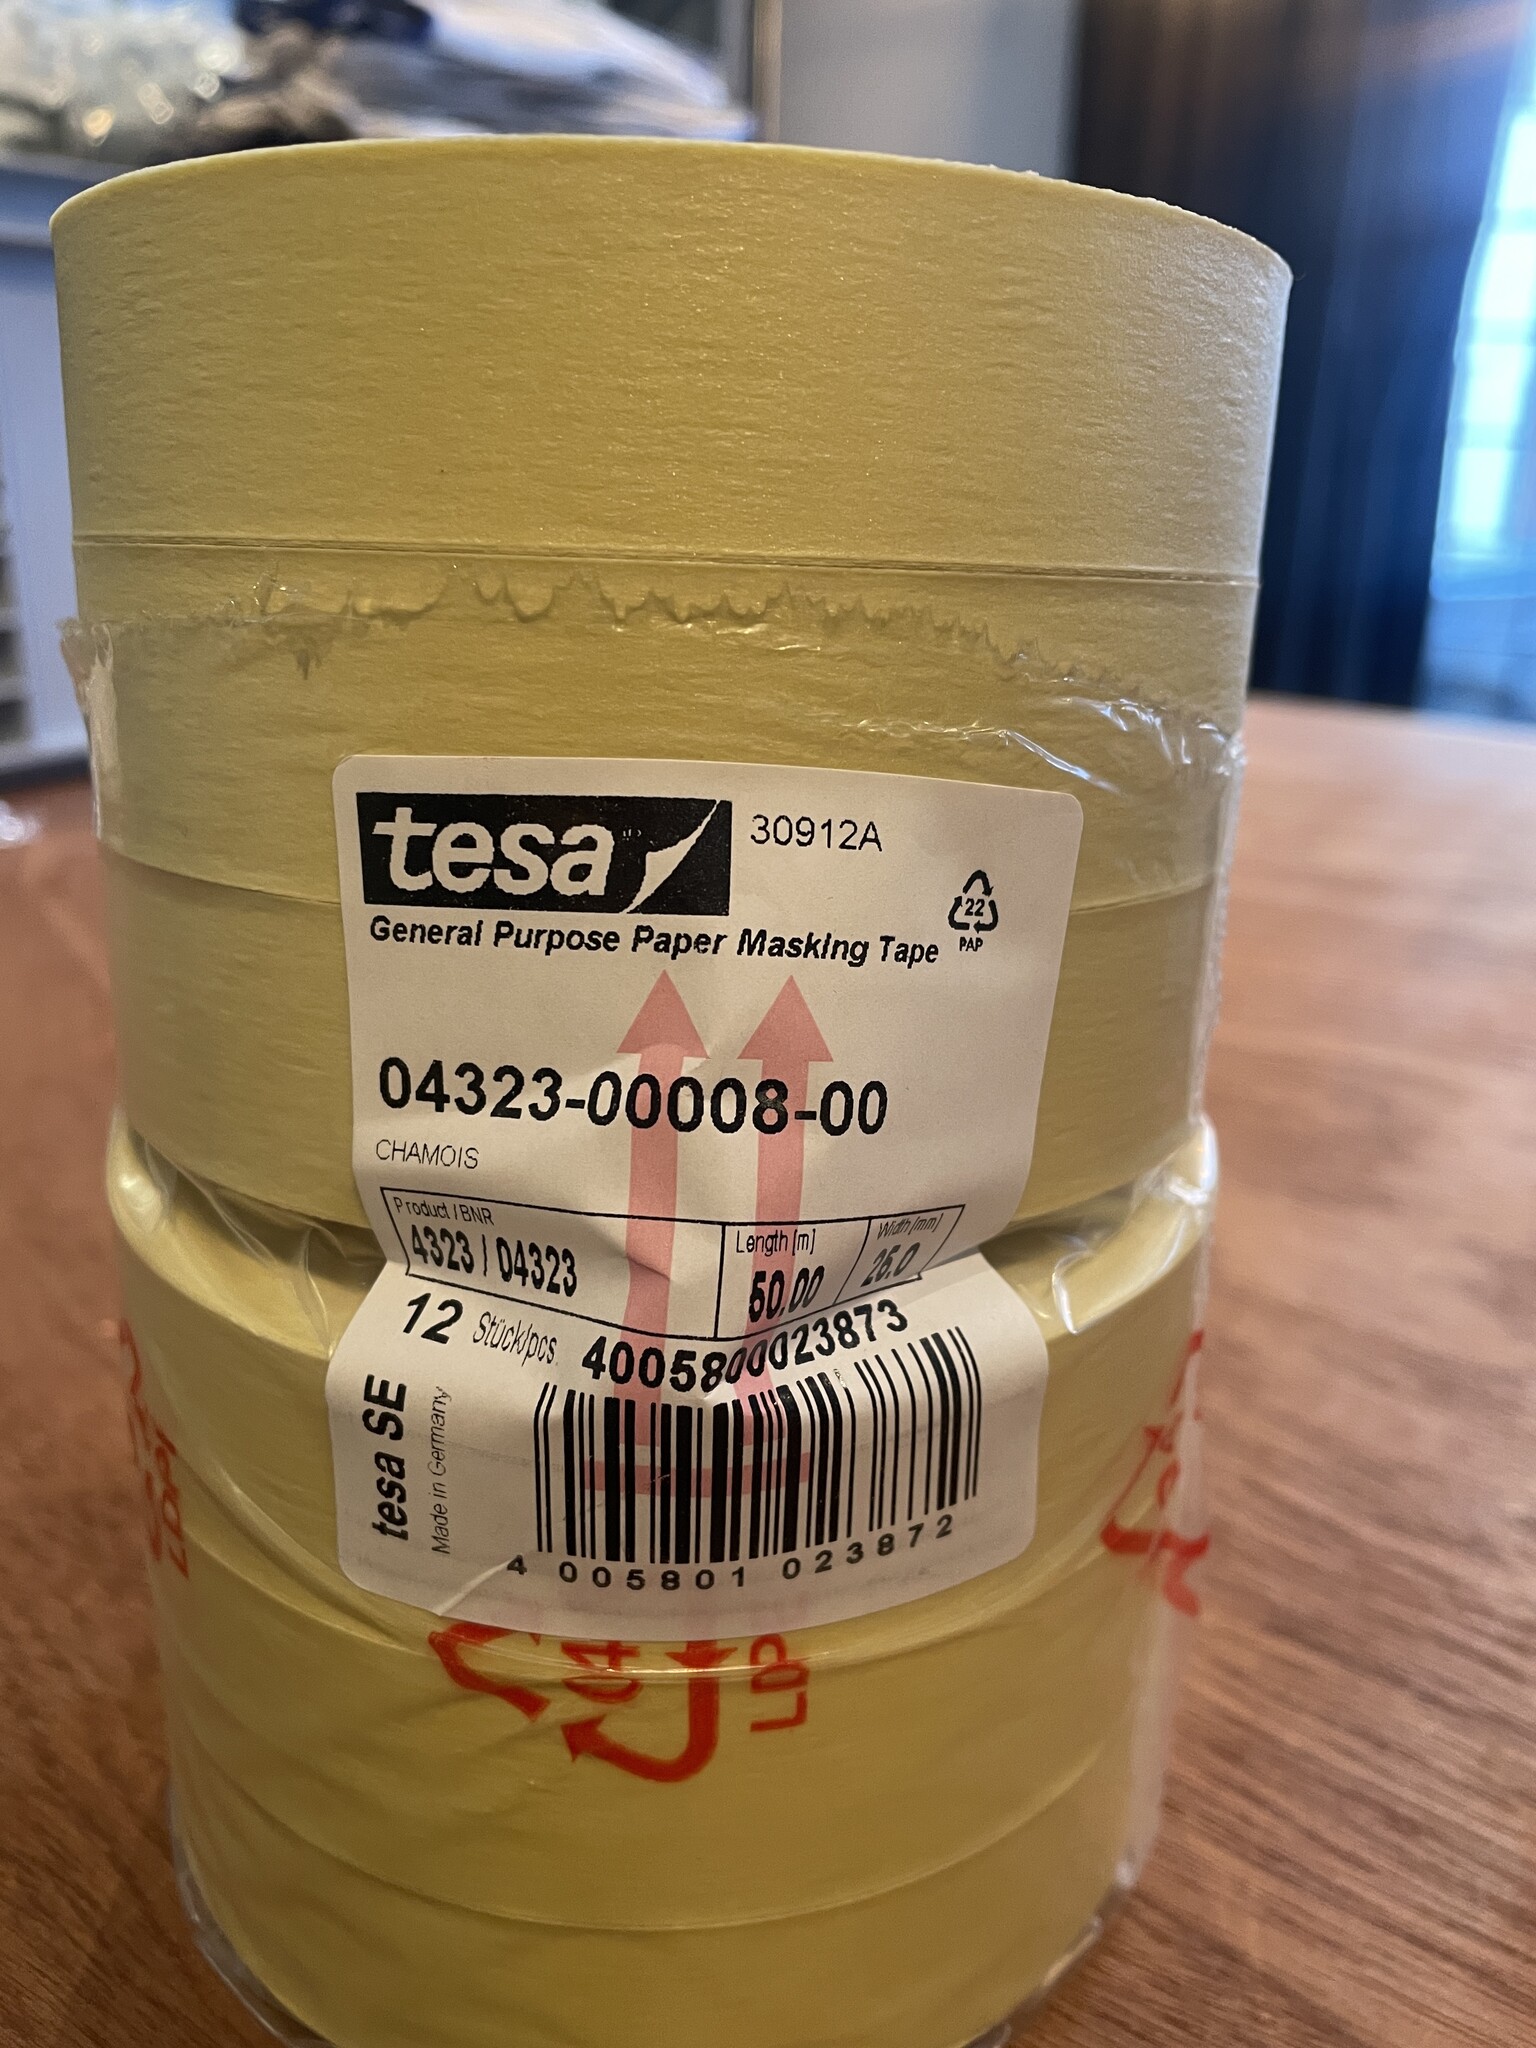 tesa
30912A
22
PAP
General Purpose Paper Masking Tape
04323-00008-00
CHAMOIS
Product / BNR
4323 / 04323
Length [m]
50.00
Width [mm]
25.0
12 Stück/pcs.
4005800023873
tesa SE
Made in Germany
4 005801 023872
04